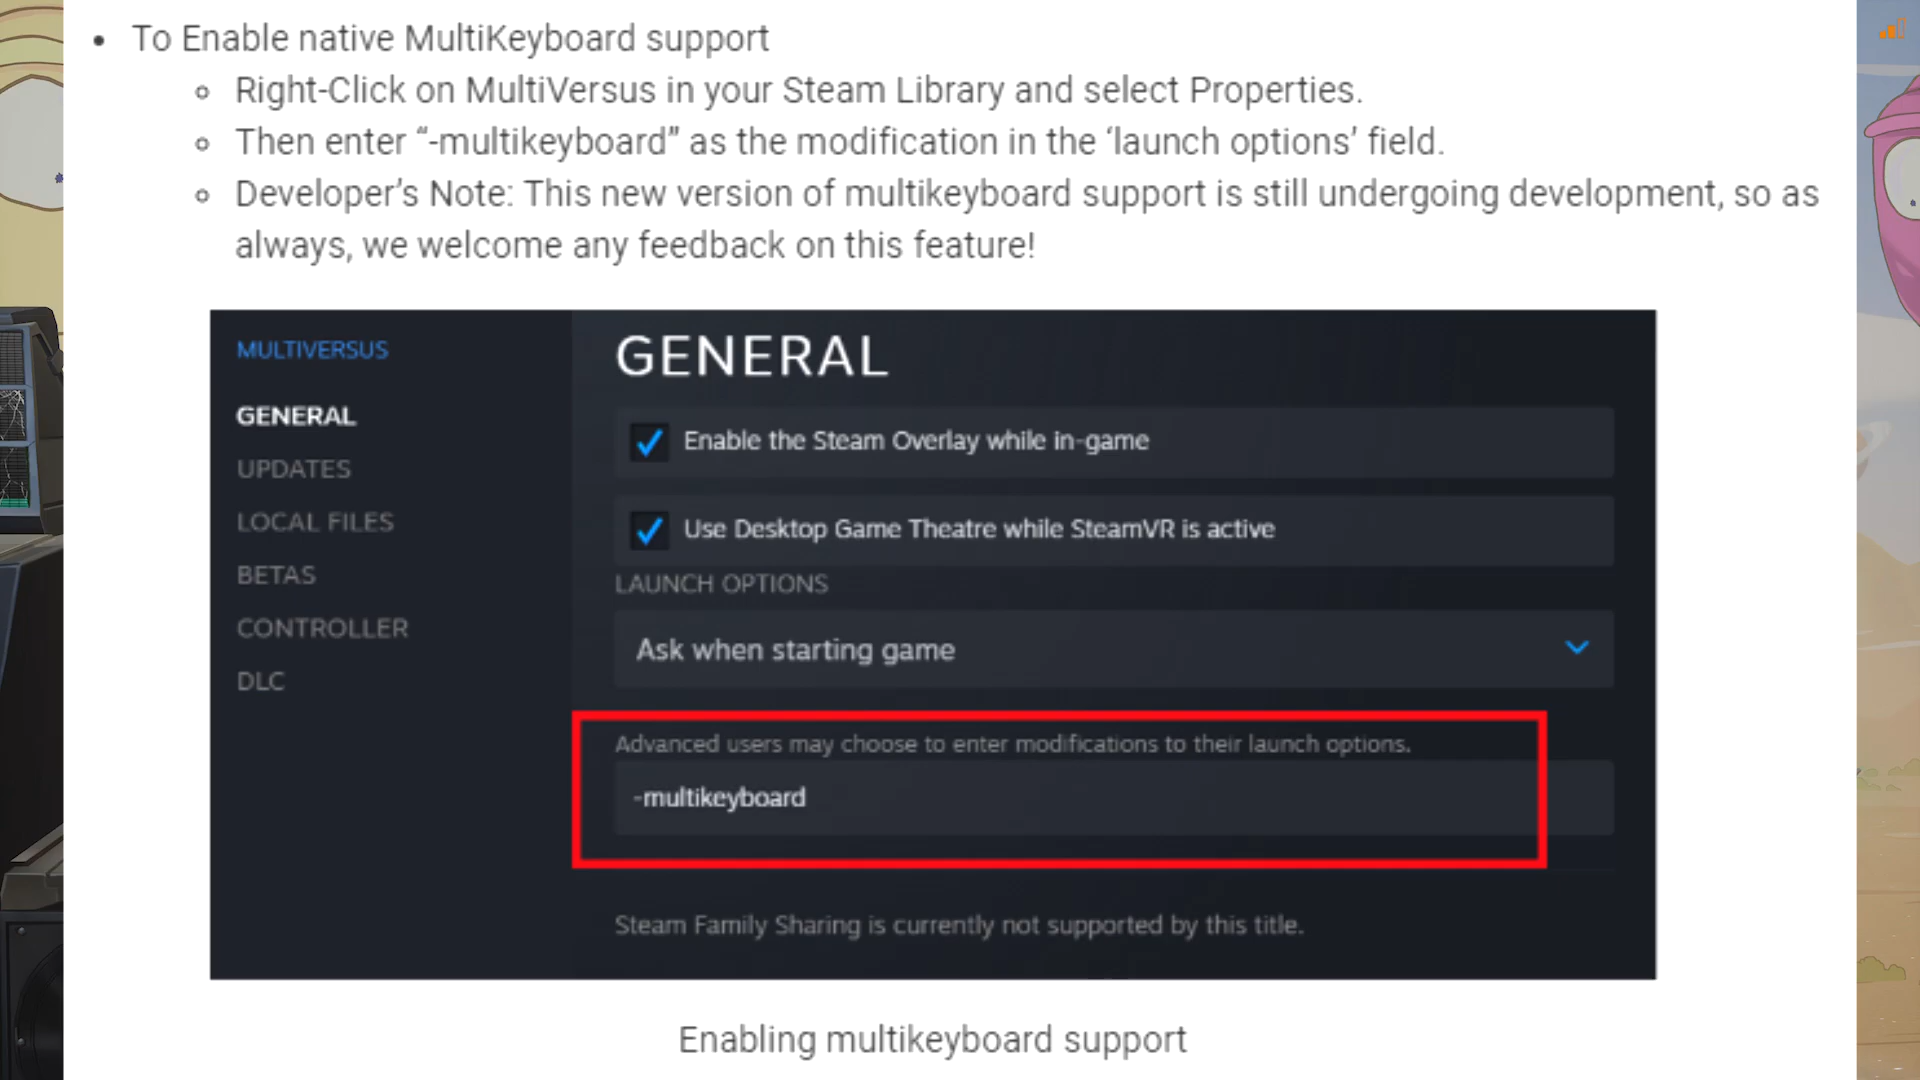 To Enable native MultiKeyboard support
Right-Click on MultiVersus in your Steam Library and select Properties.
Then enter “-multikeyboard” as the modification in the ‘launch options’ field.
Developer’s Note: This new version of multikeyboard support is still undergoing development, so as
always, we welcome any feedback on this feature!
MULTIVERSUS
GENERAL
UPDATES
LOCAL FILES
BETAS
CONTROLLER
DLC
GENERAL
Enable the Steam Overlay while in-game
Use Desktop Game Theatre while SteamVR is active
LAUNCH OPTIONS
Ask when starting game
Advanced users may choose to enter modifications to their launch options.
-multikeyboard
Steam Family Sharing is currently not supported by this title.
Enabling multikeyboard support